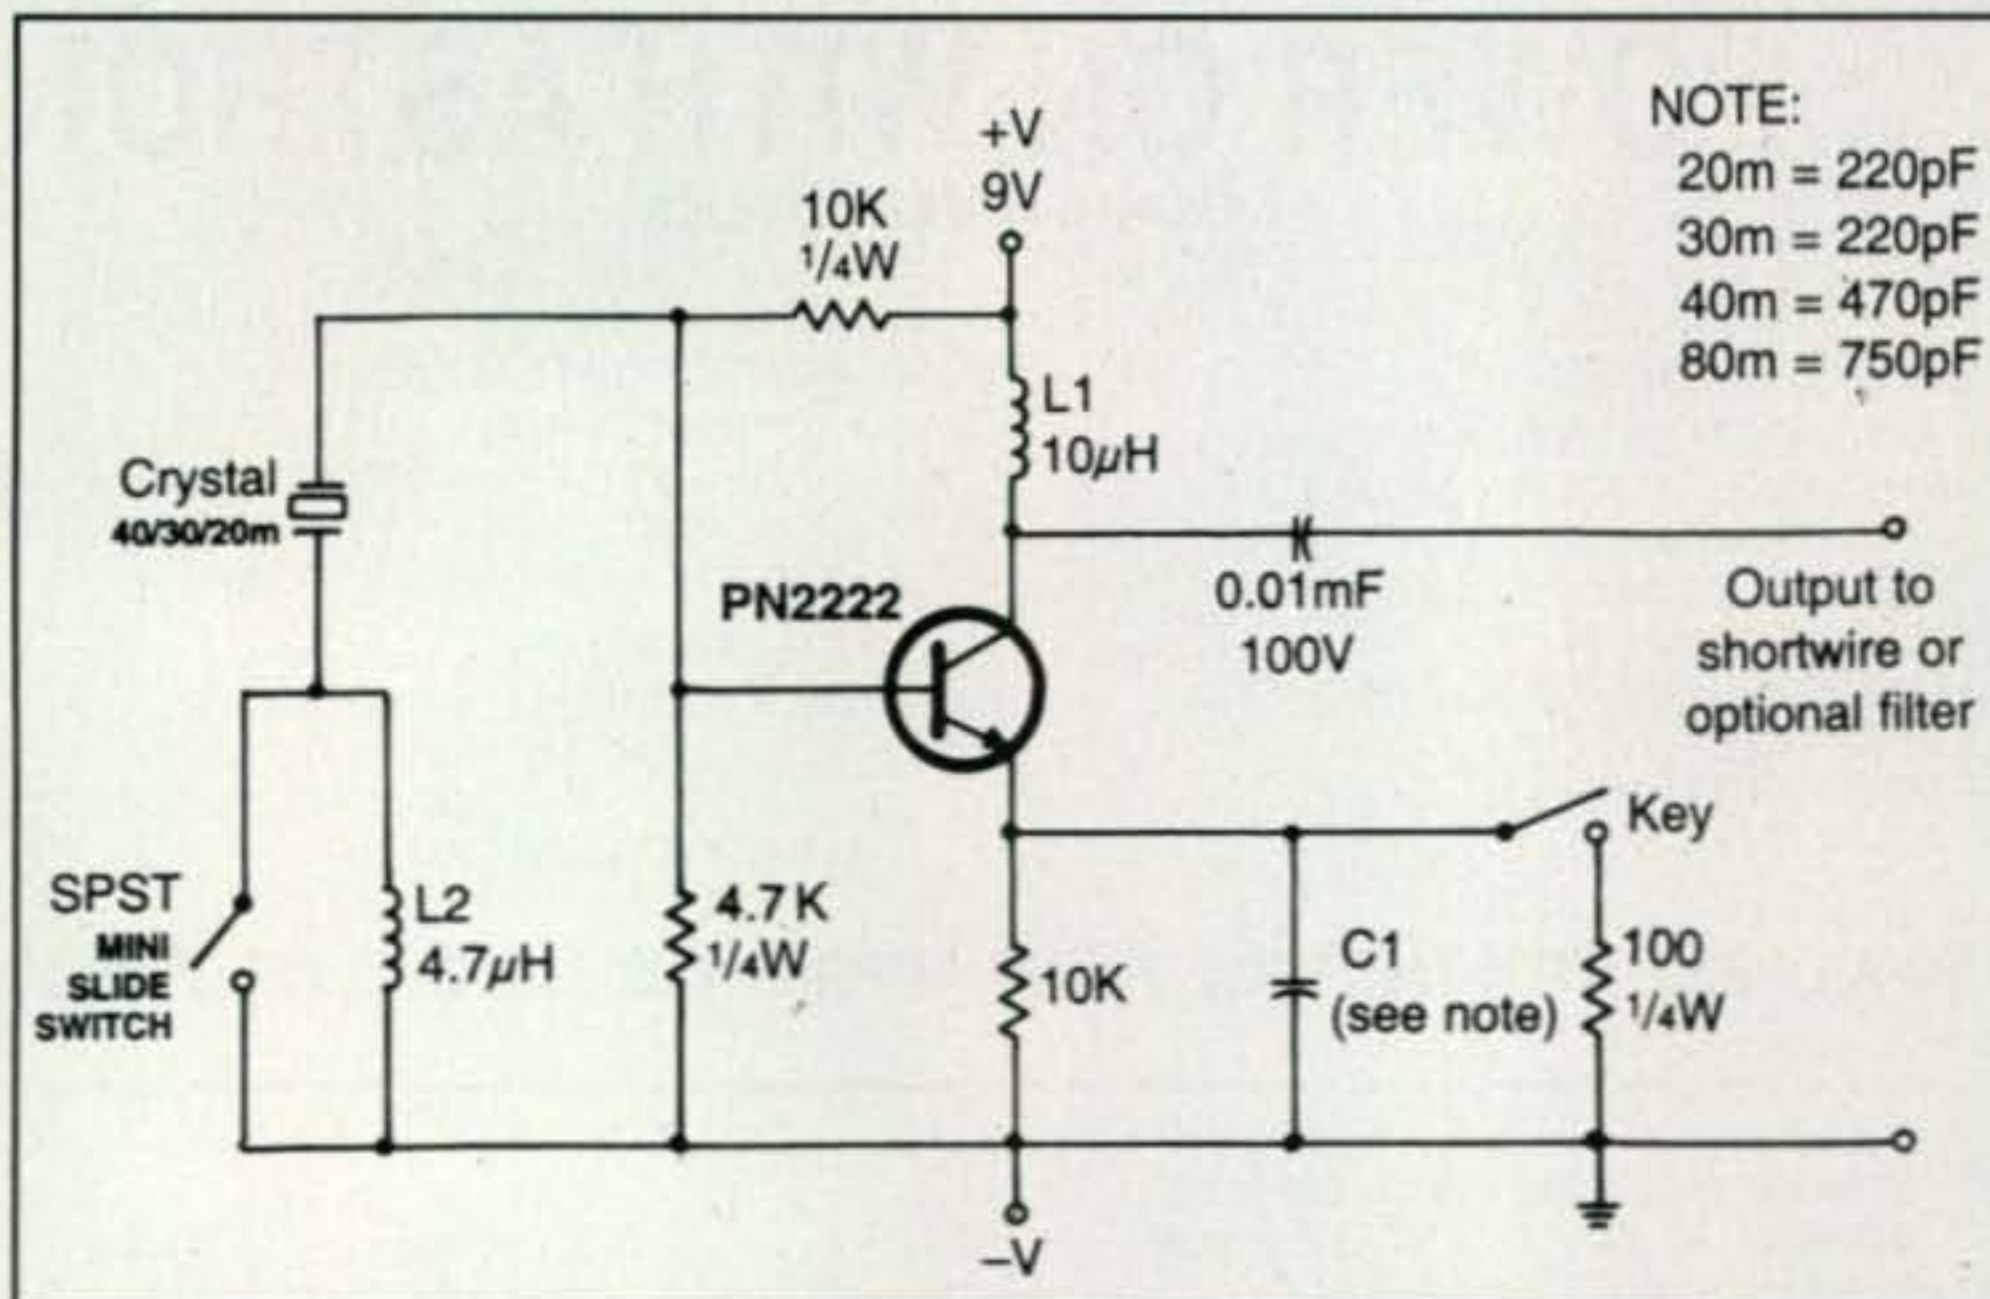 NOTE:
20m = 220pF
30m = 220pF
40m = 470pF
80m = 750pF
+V
9V
10K
1/4W
L1
10μH
Crystal
40/30/20m
PN2222
0.01mF
100V
Output to
shortwire or
optional filter
Key
SPST
MINI
SLIDE
SWITCH
L2
4.7μH
4.7K
1/4W
10K
C1
(see note)
100
1/4W
–V